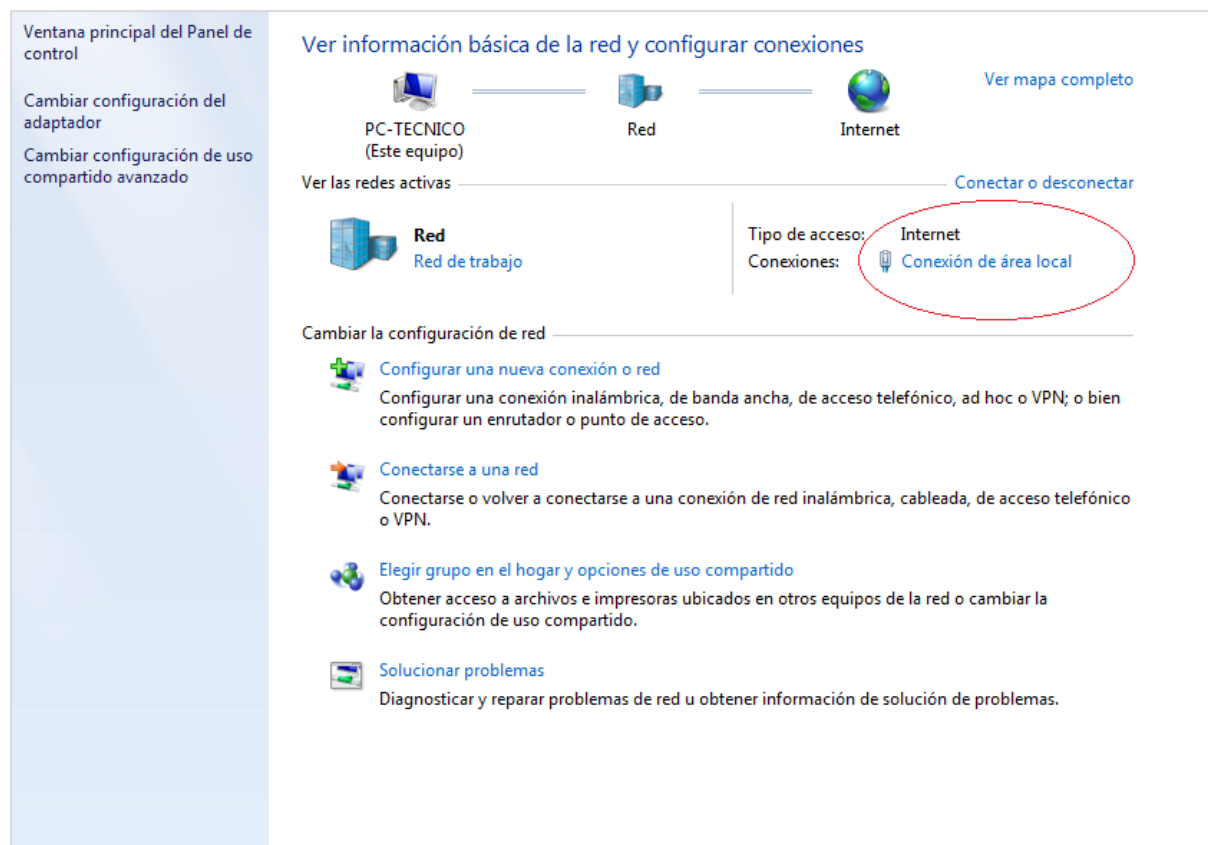 Ventana principal del Panel de
control
Cambiar configuración del
adaptador
Cambiar configuración de uso
compartido avanzado
Ver información básica de la red y configurar conexiones
Ver mapa completo
PC-TECNICO
(Este equipo)
Red
Internet
Ver las redes activas
Conectar o desconectar
Red
Red de trabajo
Tipo de acceso: Internet
Conexiones: Conexión de área local
Cambiar la configuración de red
Configurar una nueva conexión o red
Configurar una conexión inalámbrica, de banda ancha, de acceso telefónico, ad hoc o VPN; o bien
configurar un enrutador o punto de acceso.
Conectarse a una red
Conectarse o volver a conectarse a una conexión de red inalámbrica, cableada, de acceso telefónico
o VPN.
Elegir grupo en el hogar y opciones de uso compartido
Obtener acceso a archivos e impresoras ubicados en otros equipos de la red o cambiar la
configuración de uso compartido.
Solucionar problemas
Diagnosticar y reparar problemas de red u obtener información de solución de problemas.